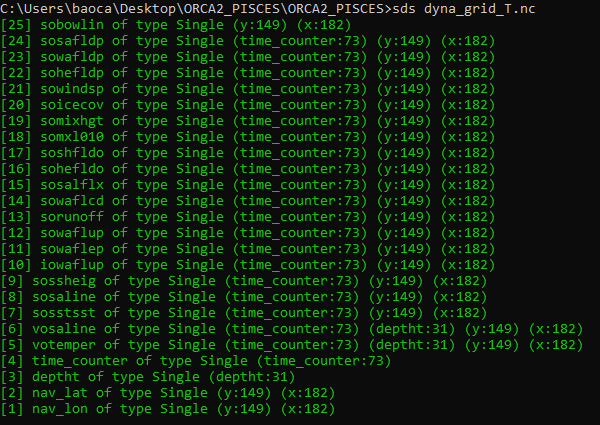 C:\Users\baoca\Desktop\ORCA2_PISCES\ORCA2_PISCES>sds dyna_grid_T.nc
[25] sobowlin of type Single (y:149) (x:182)
[24] sosafldp of type Single (time_counter:73) (y:149) (x:182)
[23] sowafldp of type Single (time_counter:73) (y:149) (x:182)
[22] sohefldp of type Single (time_counter:73) (y:149) (x:182)
[21] sowindsp of type Single (time_counter:73) (y:149) (x:182)
[20] soicecov of type Single (time_counter:73) (y:149) (x:182)
[19] somixhgt of type Single (time_counter:73) (y:149) (x:182)
[18] somxl010 of type Single (time_counter:73) (y:149) (x:182)
[17] soshfldo of type Single (time_counter:73) (y:149) (x:182)
[16] sohefldo of type Single (time_counter:73) (y:149) (x:182)
[15] sosalflx of type Single (time_counter:73) (y:149) (x:182)
[14] sowaflcd of type Single (time_counter:73) (y:149) (x:182)
[13] sorunoff of type Single (time_counter:73) (y:149) (x:182)
[12] sowaflup of type Single (time_counter:73) (y:149) (x:182)
[11] sowaflep of type Single (time_counter:73) (y:149) (x:182)
[10] iowaflup of type Single (time_counter:73) (y:149) (x:182)
[9] sossheig of type Single (time_counter:73) (y:149) (x:182)
[8] sosaline of type Single (time_counter:73) (y:149) (x:182)
[7] sosstsst of type Single (time_counter:73) (y:149) (x:182)
[6] vosaline of type Single (time_counter:73) (deptht:31) (y:149) (x:182)
[5] votemper of type Single (time_counter:73) (deptht:31) (y:149) (x:182)
[4] time_counter of type Single (time_counter:73)
[3] deptht of type Single (deptht:31)
[2] nav_lat of type Single (y:149) (x:182)
[1] nav_lon of type Single (y:149) (x:182)